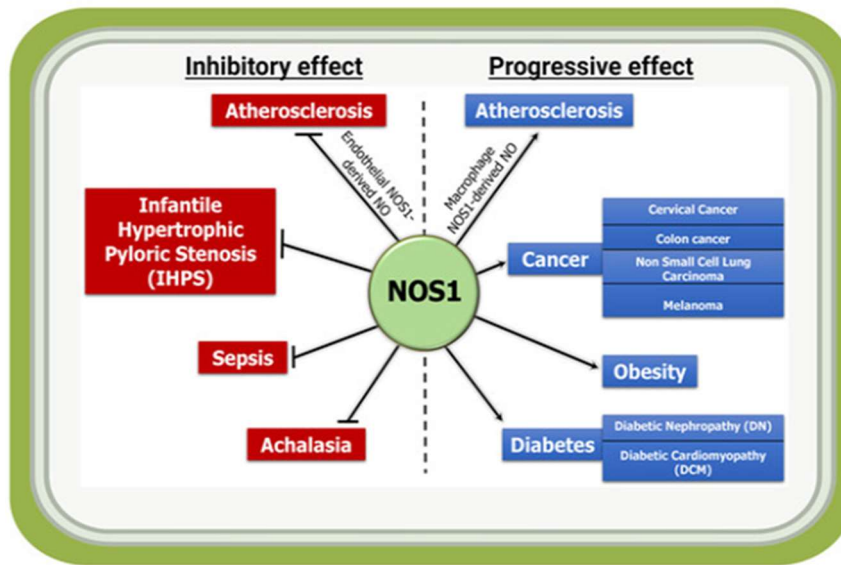 Inhibitory effect
Progressive effect
Atherosclerosis
Atherosclerosis
Endothelial NOS1-
derived NO
Macrophage
NOS1-derived NO
Infantile
Hypertrophic
Pyloric Stenosis
(IHPS)
NOS1
Cancer
Cervical Cancer
Colon cancer
Non Small Cell Lung
Carcinoma
Melanoma
Sepsis
Obesity
Achalasia
Diabetes
Diabetic Nephropathy (DN)
Diabetic Cardiomyopathy
(DCM)